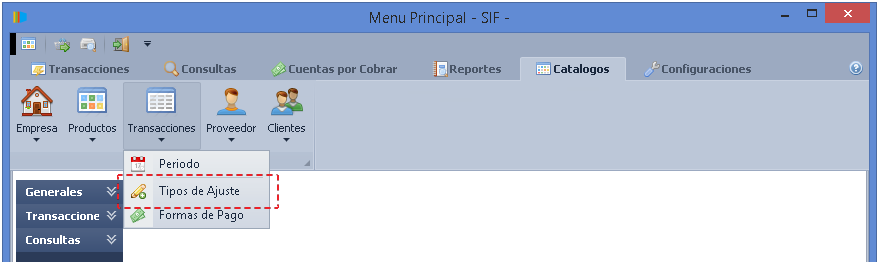 Menu Principal - SIF -
Transacciones Consultas Cuentas por Cobrar Reportes Catalogos Configuraciones
Empresa Productos Transacciones Proveedor Clientes
12
Periodo
Generales
Tipos de Ajuste
Transaccione
Formas de Pago
Consultas